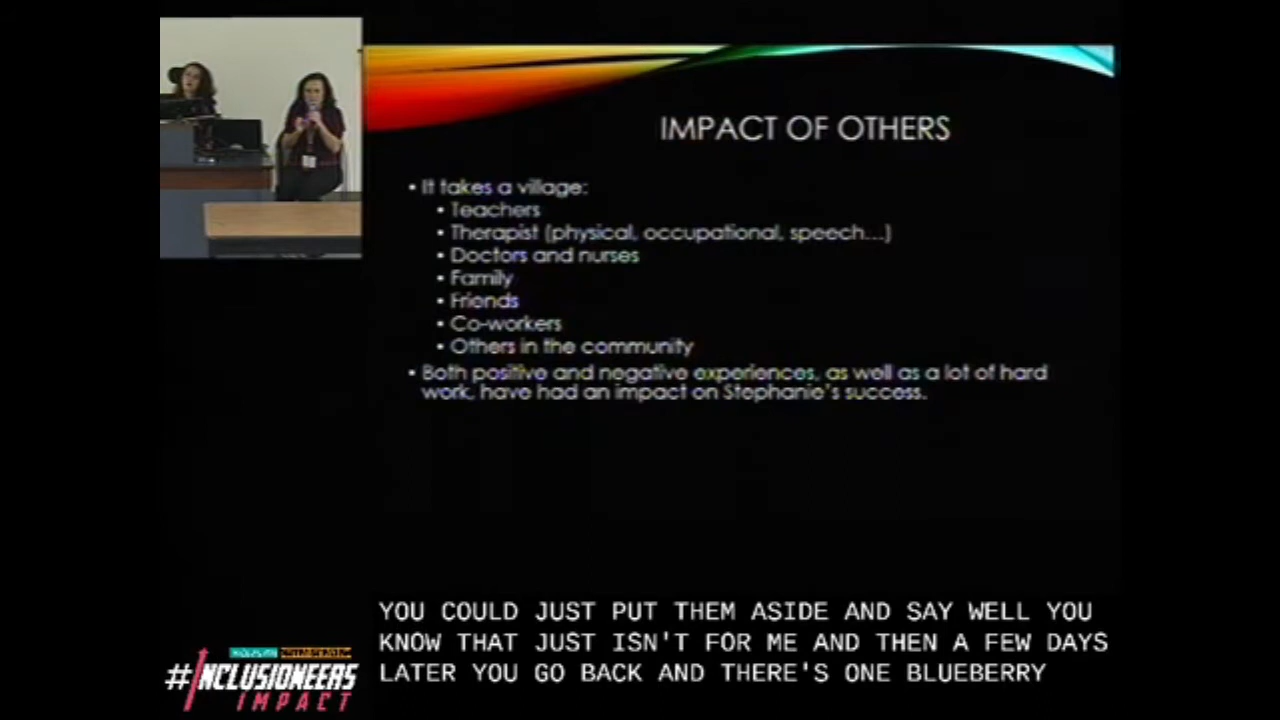 IMPACT OF OTHERS
• It takes a village:
• Teachers
• Therapist (physical, occupational, speech...)
• Doctors and nurses
• Family
• Friends
• Co-workers
• Others in the community
• Both positive and negative experiences, as well as a lot of hard
work, have had an impact on Stephanie's success.
YOU COULD JUST PUT THEM ASIDE AND SAY WELL YOU
KNOW THAT JUST ISN'T FOR ME AND THEN A FEW DAYS
LATER YOU GO BACK AND THERE'S ONE BLUEBERRY
#INCLUSIONEERS
IMPACT